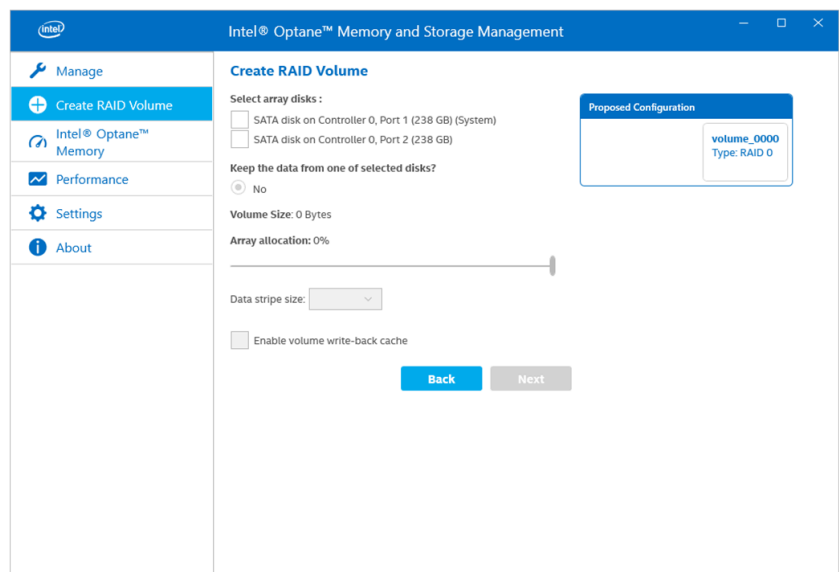 intel
Intel® Optane™ Memory and Storage Management
Manage
Create RAID Volume
Intel® Optane™
Memory
Performance
Settings
About
Create RAID Volume
Select array disks :
SATA disk on Controller 0, Port 1 (238 GB) (System)
SATA disk on Controller 0, Port 2 (238 GB)
Keep the data from one of selected disks?
No
Volume Size: 0 Bytes
Array allocation: 0%
Data stripe size:
Enable volume write-back cache
Back
Next
Proposed Configuration
volume_0000
Type: RAID 0